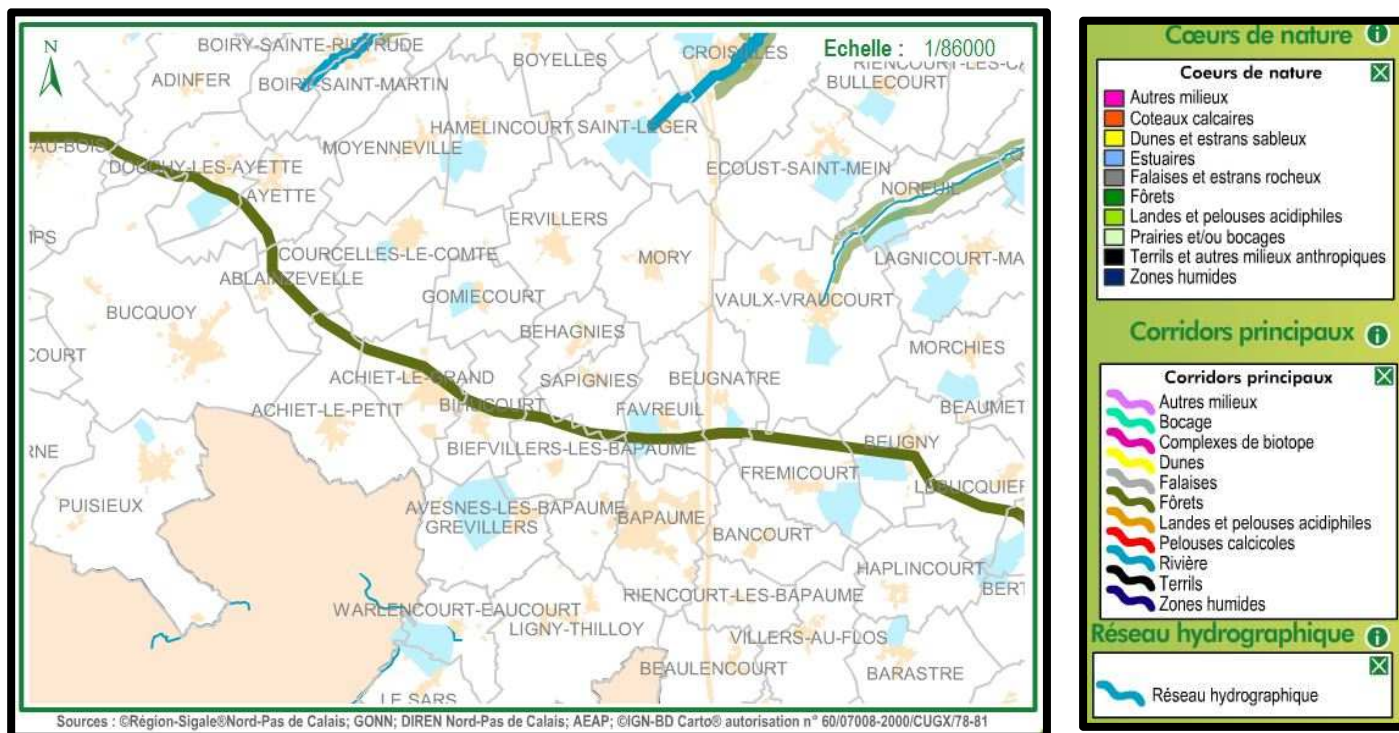 N
Echelle : 1/86000
BOIRY-SAINTE-RICTRUDE
CROISILLES
BOYELLES
ADINFER
BOIRY-SAINT-MARTIN
BULLECOURT
HAMELINCOURT
SAINT-LEGER
-AU-BOIS
MOYENNEVILLE
DOUCHY-LES-AYETTE
ECOUST-SAINT-MEIN
AYETTE
NOREUIL
ERVILLERS
COURCELLES-LE-COMTE
MORY
LAGNICOURT-MA
ABLAINZEVELLE
GOMIECOURT
VAULX-VRAUCOURT
BUCQUOY
BEHAGNIES
COURT
MORCHIES
ACHIET-LE-GRAND
SAPIGNIES
BEUGNATRE
ACHIET-LE-PETIT
BIHUCOURT
FAVREUIL
BEAUMET
RNE
BIEFVILLERS-LES-BAPAUME
BEUGNY
FREMICOURT
LEBUCQUIER
PUISIEUX
AVESNES-LES-BAPAUME
GREVILLERS
BAPAUME
BANCOURT
HAPLINCOURT
BERT
RIENCOURT-LES-BAPAUME
WARLENCOURT-EAUCOURT
LIGNY-THILLOY
VILLERS-AU-FLOS
BEAULENCOURT
BARASTRE
LE SARS
Sources : ©Région-Sigale®Nord-Pas de Calais; GONN; DIREN Nord-Pas de Calais; AEAP; ©IGN-BD Carto® autorisation n° 60/07008-2000/CUGX/78-81
Cœurs de nature i
Coeurs de nature
Autres milieux
Coteaux calcaires
Dunes et estrans sableux
Estuaires
Falaises et estrans rocheux
Fôrets
Landes et pelouses acidiphiles
Prairies et/ou bocages
Terrils et autres milieux anthropiques
Zones humides
Corridors principaux i
Corridors principaux
Autres milieux
Bocage
Complexes de biotope
Dunes
Falaises
Fôrets
Landes et pelouses acidiphiles
Pelouses calcicoles
Rivière
Terrils
Zones humides
Réseau hydrographique i
Réseau hydrographique